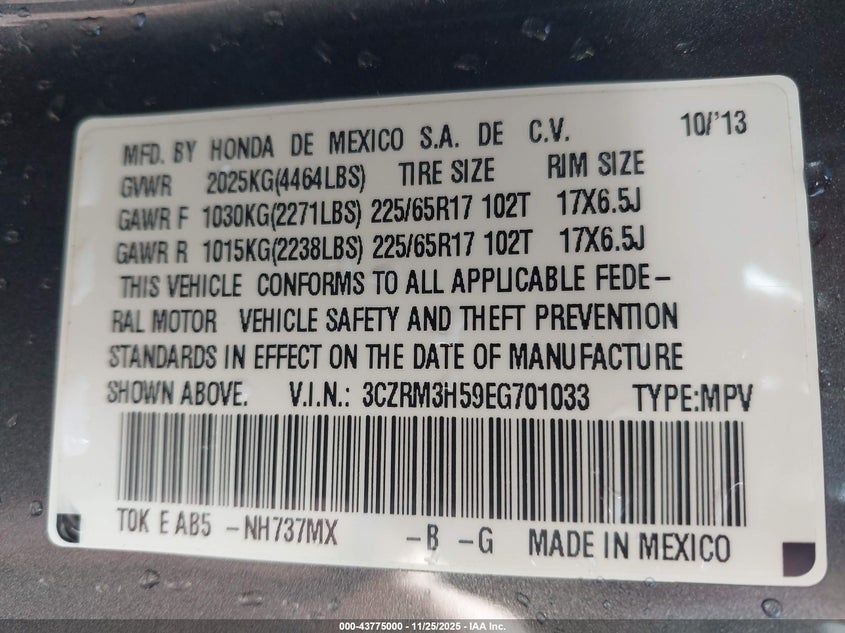 MFD. BY HONDA DE MEXICO S.A. DE C.V. 10/'13
GVWR 2025KG(4464LBS) TIRE SIZE RIM SIZE
GAWR F 1030KG(2271LBS) 225/65R17 102T 17X6.5J
GAWR R 1015KG(2238LBS) 225/65R17 102T 17X6.5J
THIS VEHICLE CONFORMS TO ALL APPLICABLE FEDE-
RAL MOTOR VEHICLE SAFETY AND THEFT PREVENTION
STANDARDS IN EFFECT ON THE DATE OF MANUFACTURE
SHOWN ABOVE. V.I.N.: 3CZRM3H59EG701033 TYPE:MPV
T0K E AB5 -NH737MX -B -G MADE IN MEXICO
000-43775000 - 11/25/2025 - IAA Inc.